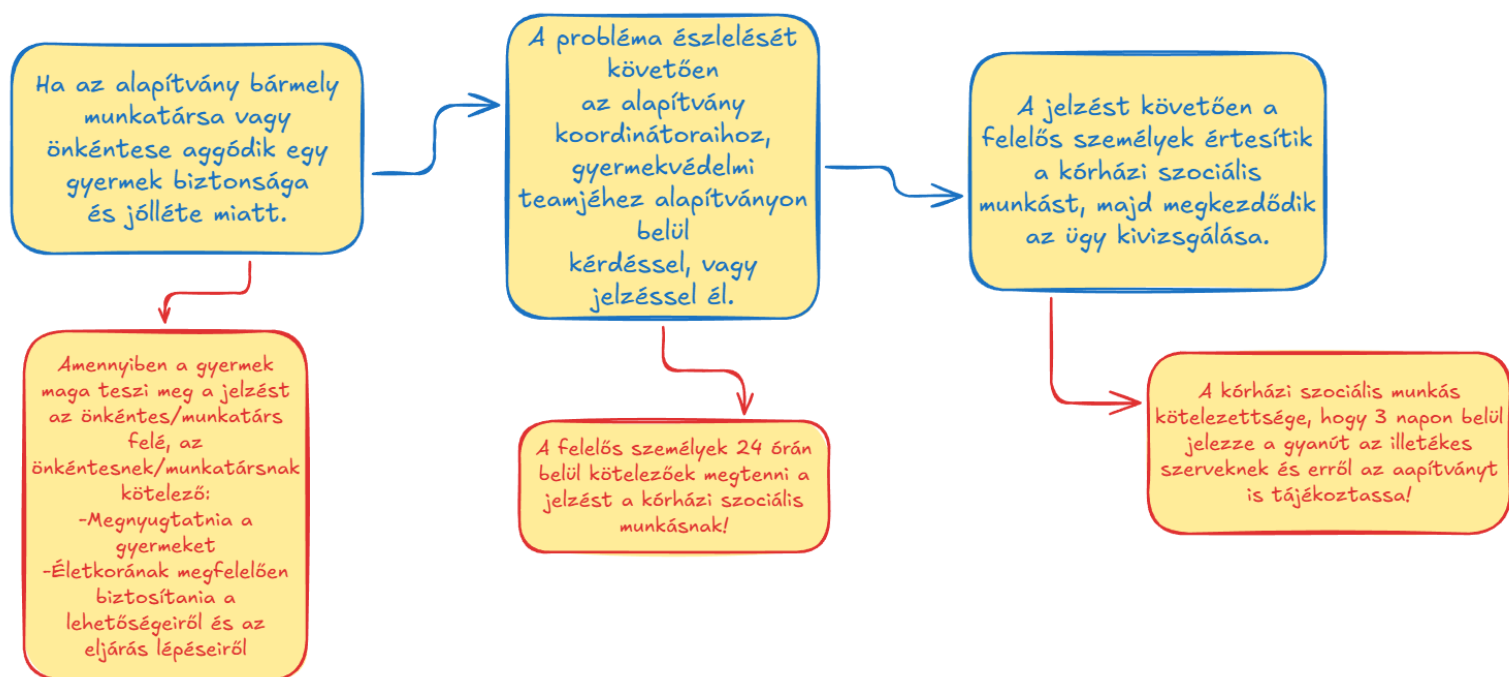 Ha az alapítvány bármely
munkatársa vagy
önkéntese aggódik egy
gyermek biztonsága
és jólléte miatt.
A probléma észlelését
követően
az alapítvány
koordinátoraihoz,
gyermekvédelmi
teamjéhez alapítványon
belül
kérdéssel, vagy
jelzéssel él.
A jelzést követően a
felelős személyek értesítik
a kórházi szociális
munkást, majd megkezdődik
az ügy kivizsgálása.
Amennyiben a gyermek
maga teszi meg a jelzést
az önkéntes/munkatárs
felé, az
önkéntesnek/munkatársnak
kötelező:
-Megnyugtatnia a
gyermeket
-Életkorának megfelelően
biztosítania a
lehetőségeiről és az
eljárás lépéseiről
A felelős személyek 24 órán
belül kötelezőek megtenni a
jelzést a kórházi szociális
munkásnak!
A kórházi szociális munkás
kötelezettsége, hogy 3 napon belül
jelezze a gyanút az illetékes
szerveknek és erről az aapítványt
is tájékoztassa!